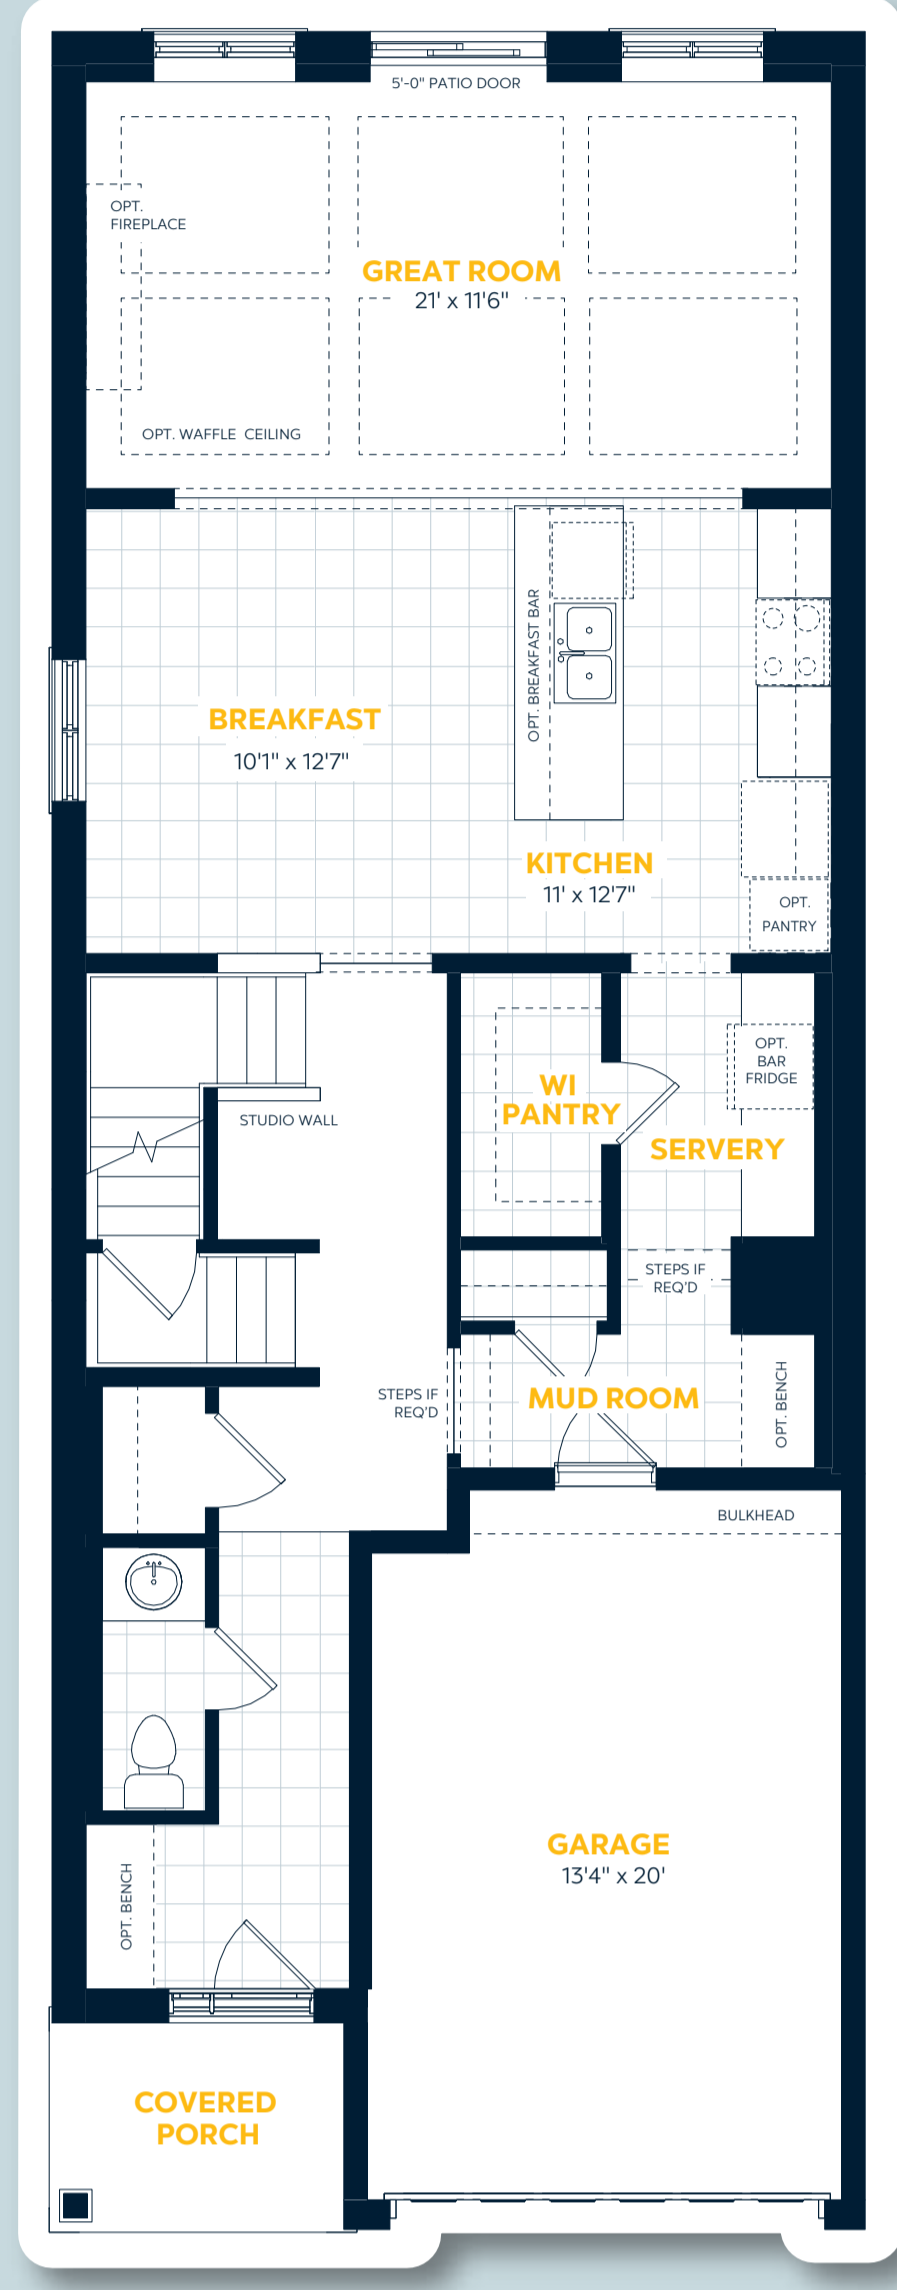 5'-0" PATIO DOOR
OPT.
FIREPLACE
GREAT ROOM
21' x 11'6"
OPT. WAFFLE CEILING
OPT. BREAKFAST BAR
BREAKFAST
10'1" x 12'7"
KITCHEN
11' x 12'7"
OPT.
PANTRY
OPT.
BAR
FRIDGE
WI
PANTRY
STUDIO WALL
SERVERY
STEPS IF
REQ'D
STEPS IF
REQ'D
MUD ROOM
OPT. BENCH
BULKHEAD
GARAGE
13'4" x 20'
OPT. BENCH
COVERED
PORCH